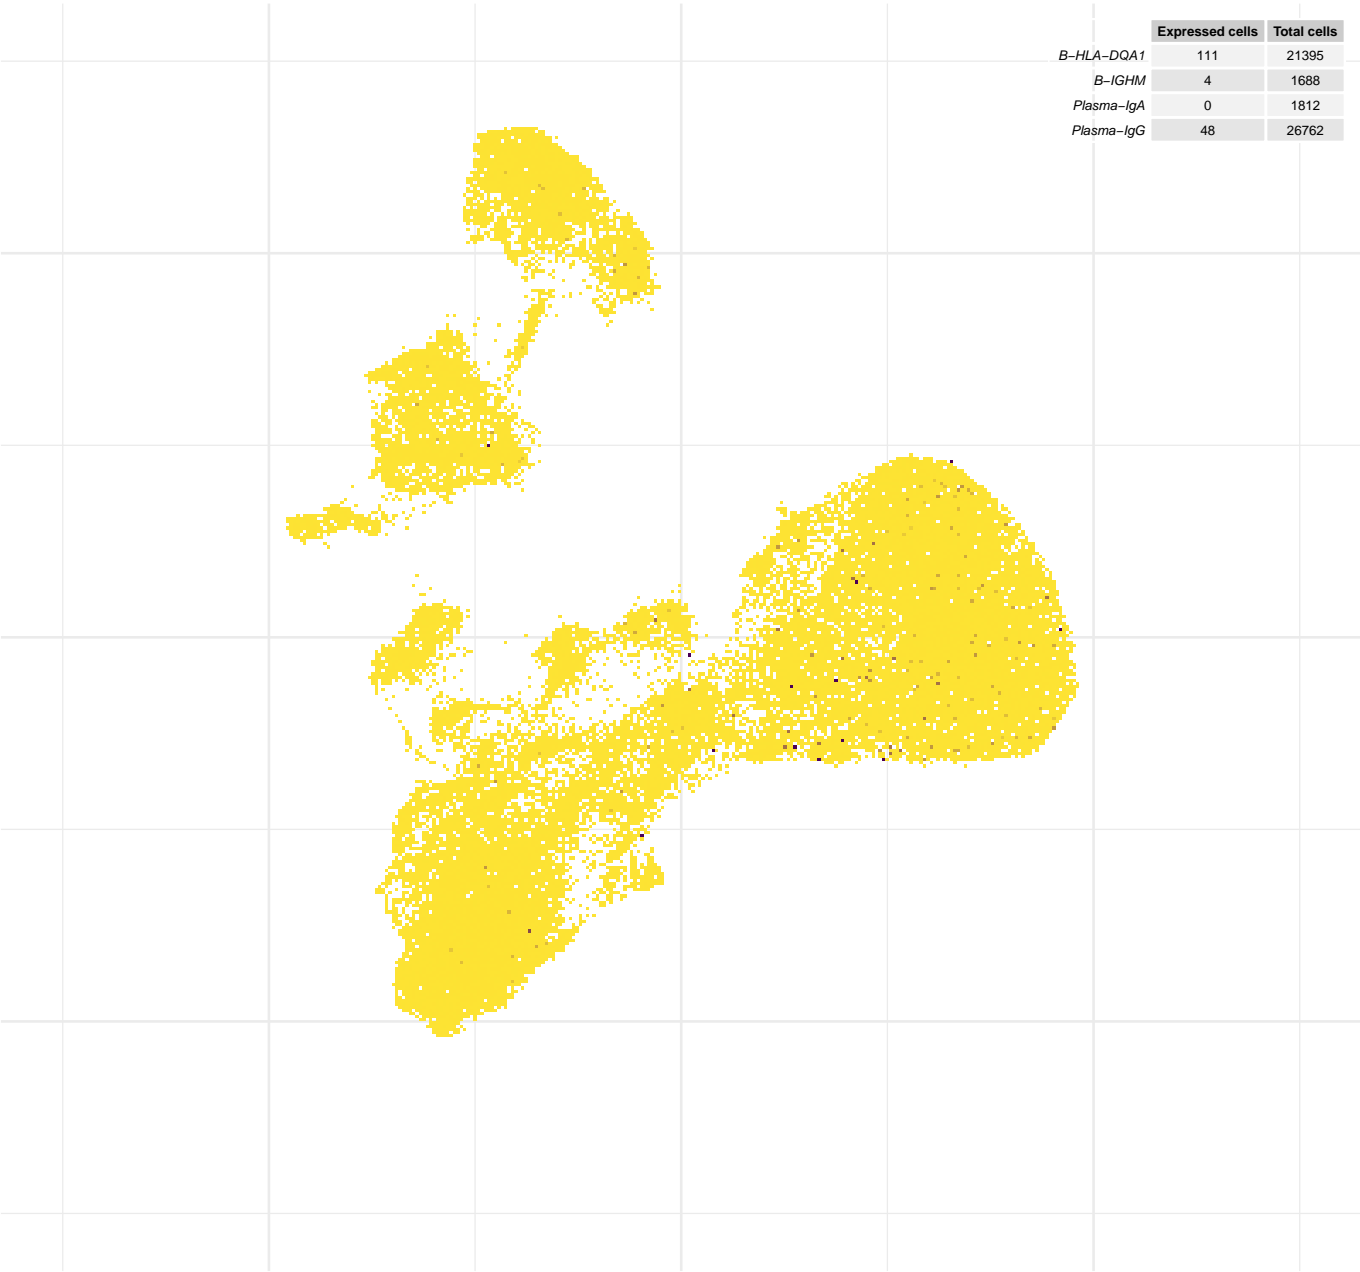 Expressed cells Total cells
B−HLA−DQA1 111 21395
B−IGHM 4 1688
Plasma−IgA 0 1812
Plasma−IgG 48 26762